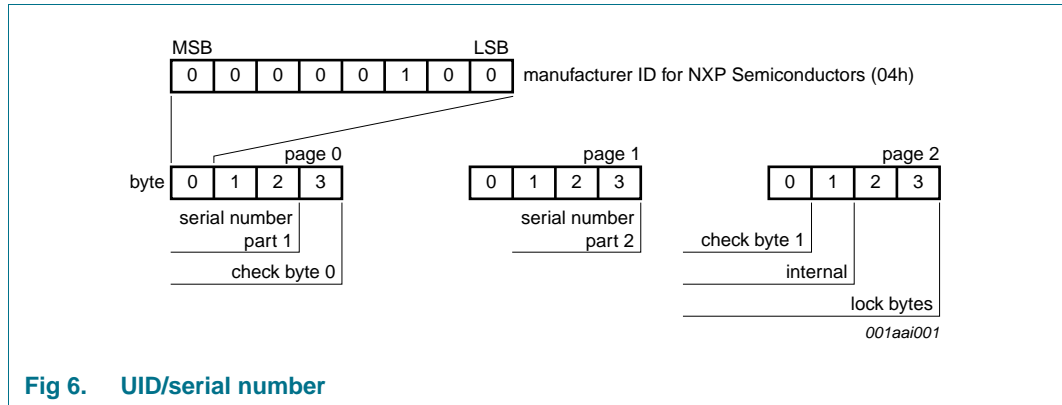 MSB LSB
0 0 0 0 0 1 0 0 manufacturer ID for NXP Semiconductors (04h)
page 0 page 1 page 2
byte 0 1 2 3 0 1 2 3 0 1 2 3
serial number serial number
part 1 part 2 check byte 1
check byte 0 internal
lock bytes
001aai001
Fig 6. UID/serial number